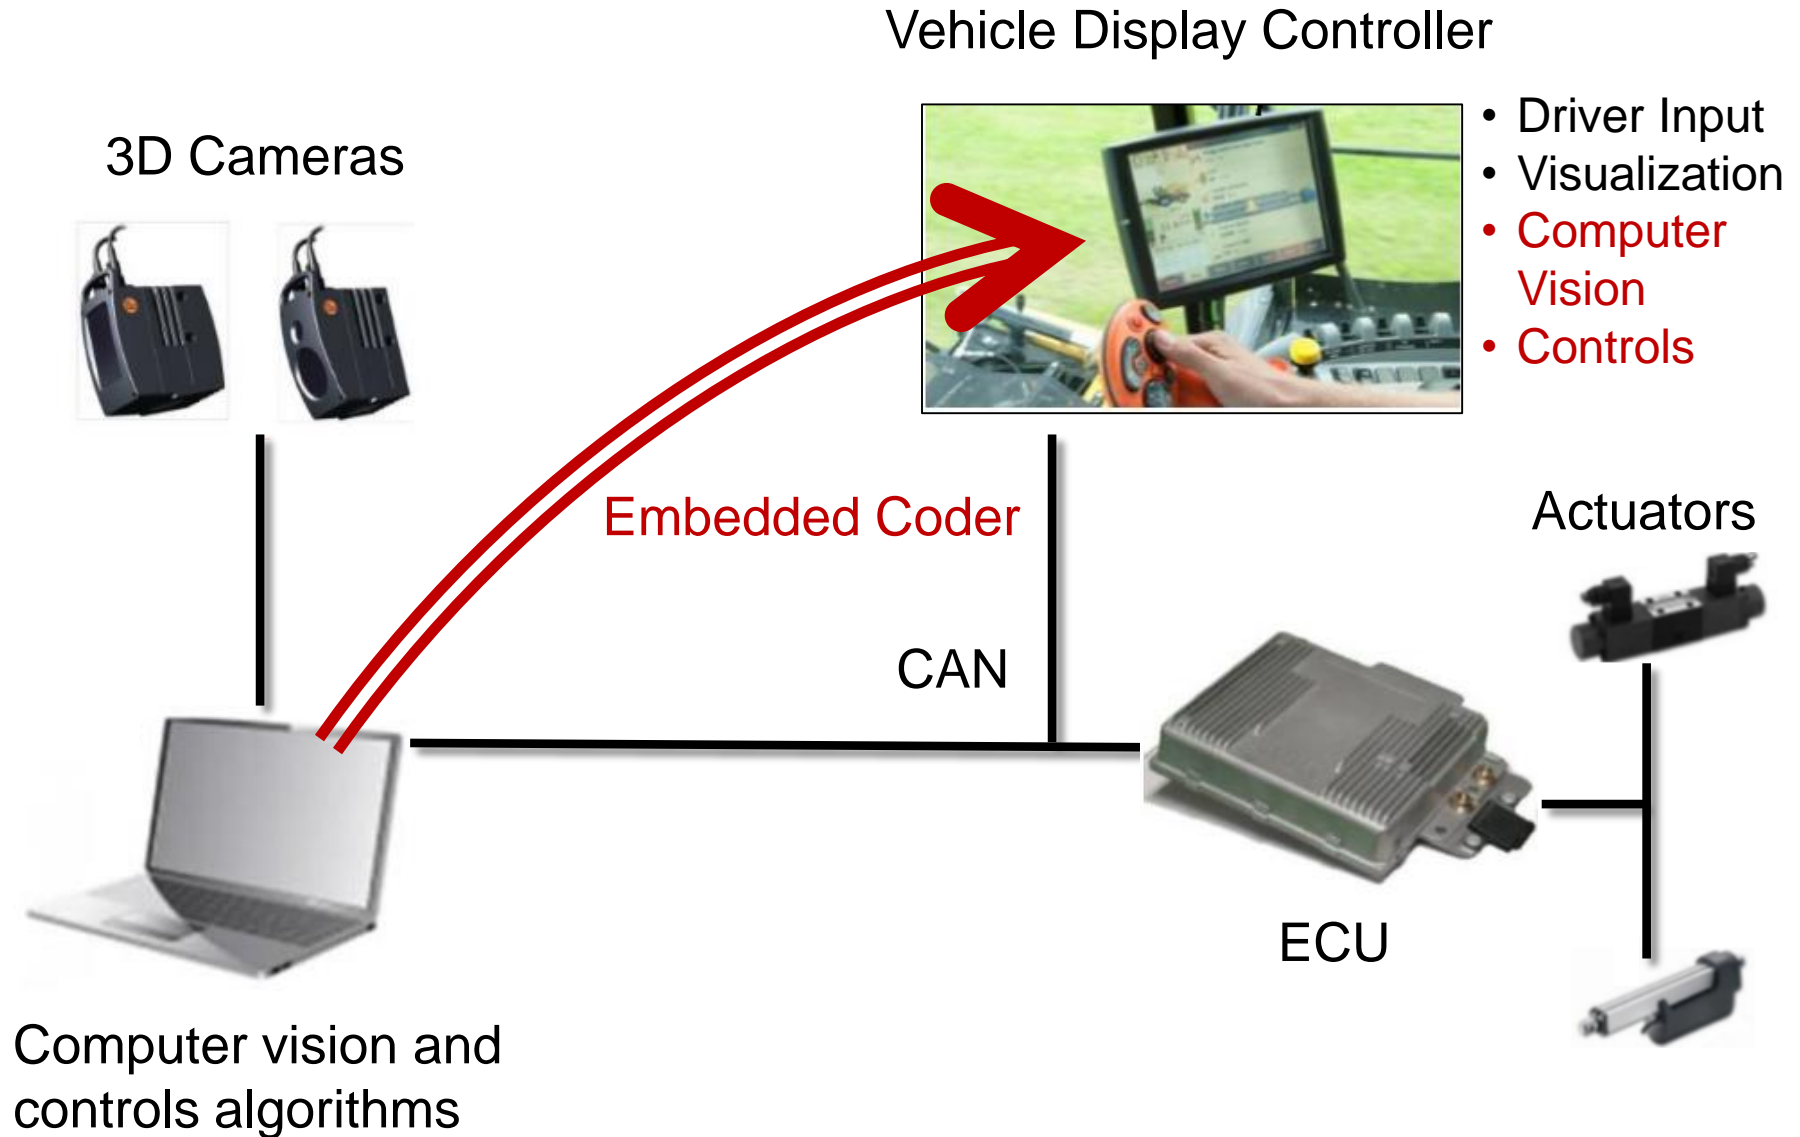 Vehicle Display Controller
3D Cameras
• Driver Input
• Visualization
• Computer
Vision
• Controls
Embedded Coder
Actuators
CAN
ECU
Computer vision and
controls algorithms